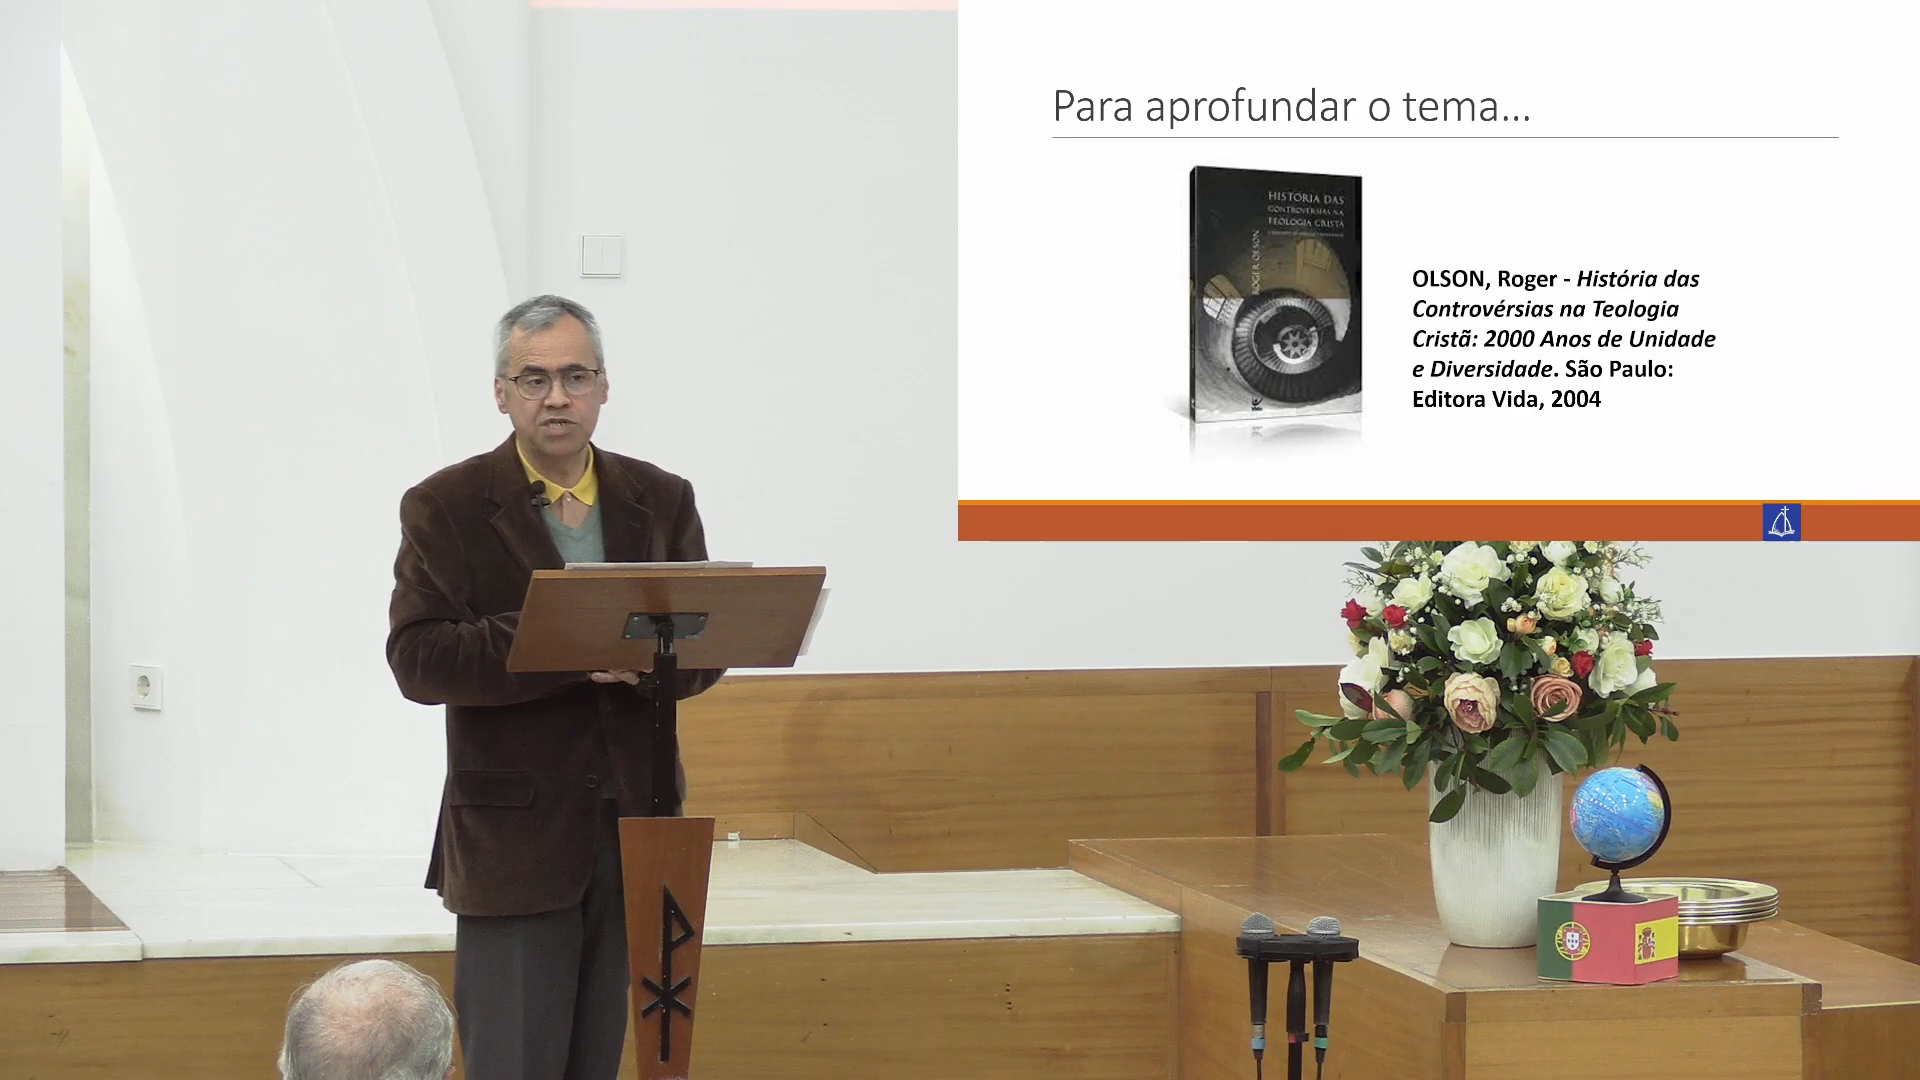 Para aprofundar o tema...
HISTÓRIA DAS
CONTROVÉRSIAS NA
TEOLOGIA CRISTÃ
ROGER OLSON
OLSON, Roger - História das
Controvérsias na Teologia
Cristã: 2000 Anos de Unidade
e Diversidade. São Paulo:
Editora Vida, 2004